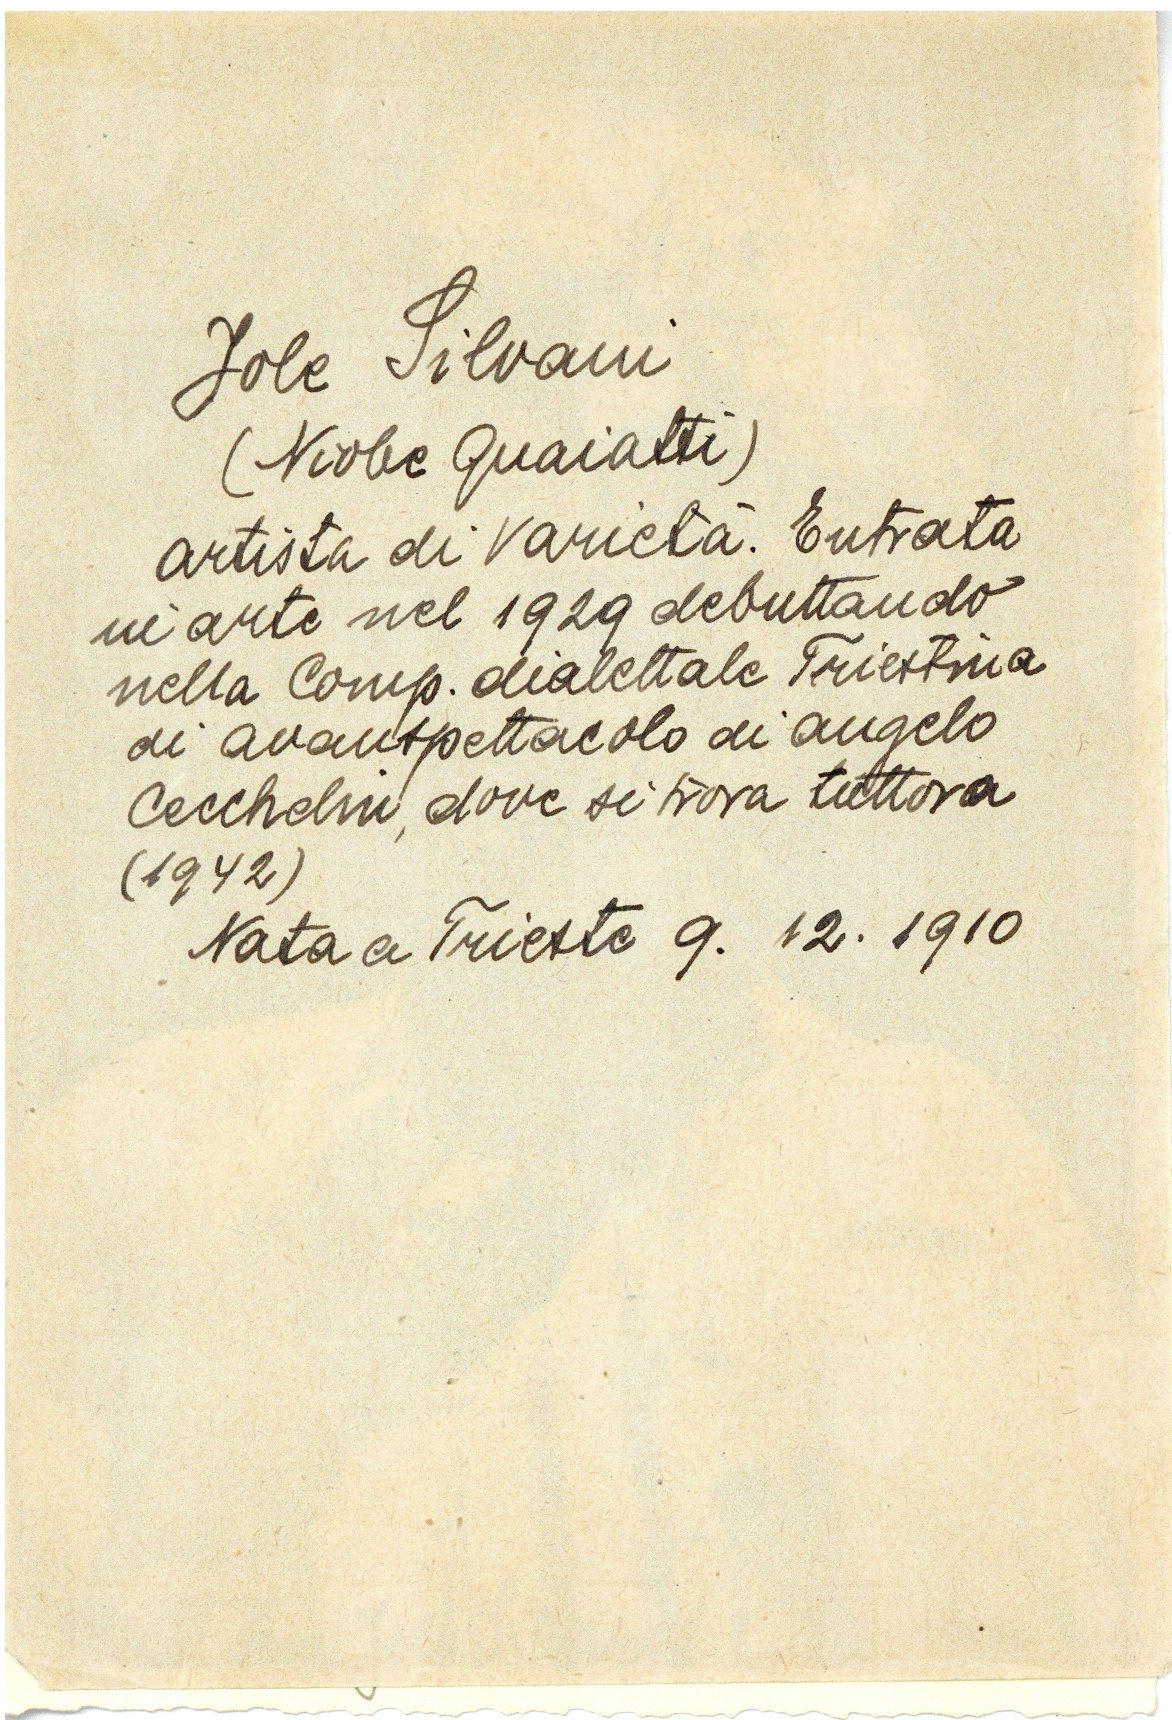 Jole Silvani
(Niobe Quaiatti)
artista di varietà. Entrata
in arte nel 1929 debuttando
nella Comp. dialettale Triestina
di avanspettacolo di angelo
Cecchelin, dove si trova tuttora
(1942)
Nata a Trieste 9. 12. 1910